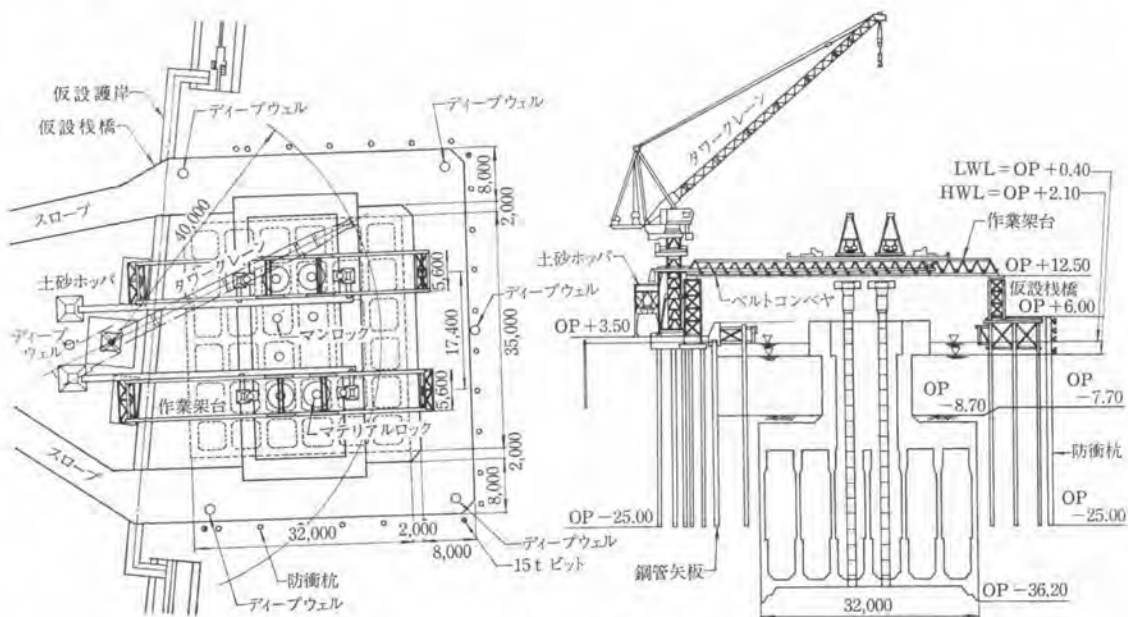 仮設護岸
仮設桟橋
ディープウェル
ディープウェル
スロープ
40,000
タワークレーン
土砂ホッパ
ディープ
ウェル
マンロック
作業架台
マテリアルロック
スロープ
8,000
2,000
5,600
ディープウェル
17,400
35,000
5,600
2,000
8,000
32,000
2,000
8,000
ディープウェル
15t ビット
防衝杭
ディープウェル
タワークレーン
LWL=OP+0.40
HWL=OP+2.10
作業架台
土砂ホッパー
OP+12.50
仮設桟橋
OP+6.00
ベルトコンベヤ
OP+3.50
OP
-8.70
OP
-7.70
防衝杭
OP-25.00
OP
-25.00
鋼管矢板
OP-36.20
32,000